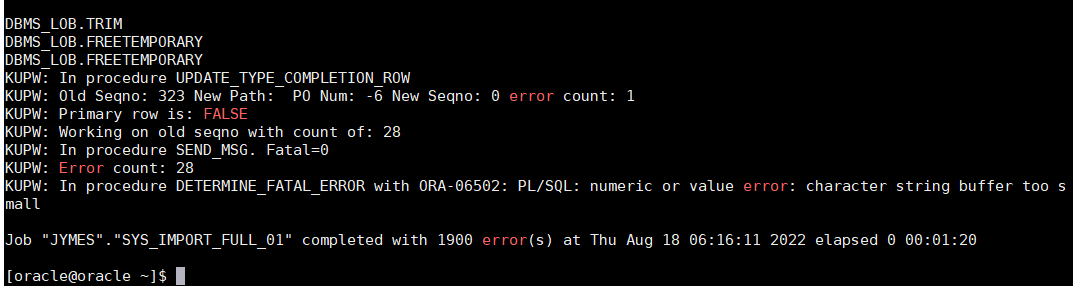 DBMS_LOB.TRIM
DBMS_LOB.FREETEMPORARY
DBMS_LOB.FREETEMPORARY
KUPW: In procedure UPDATE_TYPE_COMPLETION_ROW
KUPW: Old Seqno: 323 New Path:  PO Num: -6 New Seqno: 0 error count: 1
KUPW: Primary row is: FALSE
KUPW: Working on old seqno with count of: 28
KUPW: In procedure SEND_MSG. Fatal=0
KUPW: Error count: 28
KUPW: In procedure DETERMINE_FATAL_ERROR with ORA-06502: PL/SQL: numeric or value error: character string buffer too s
mall
Job "JYMES"."SYS_IMPORT_FULL_01" completed with 1900 error(s) at Thu Aug 18 06:16:11 2022 elapsed 0 00:01:20
[oracle@oracle ~]$